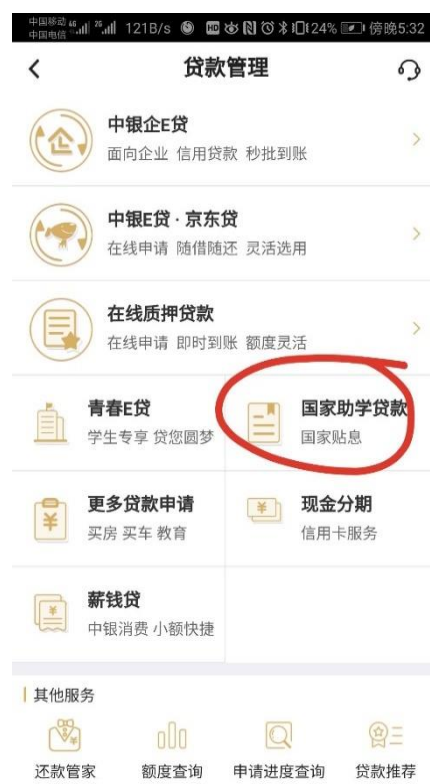 中国移动 46 25 121B/s HD 24% 傍晚5:32
中国电信
贷款管理
中银企E贷
面向企业 信用贷款 秒批到账
中银E贷 · 京东贷
在线申请 随借随还 灵活选用
在线质押贷款
在线申请 即时到账 额度灵活
青春E贷
学生专享 贷您圆梦
国家助学贷款
国家贴息
更多贷款申请
买房 买车 教育
现金分期
信用卡服务
薪钱贷
中银消费 小额快捷
其他服务
还款管家 额度查询 申请进度查询 贷款推荐